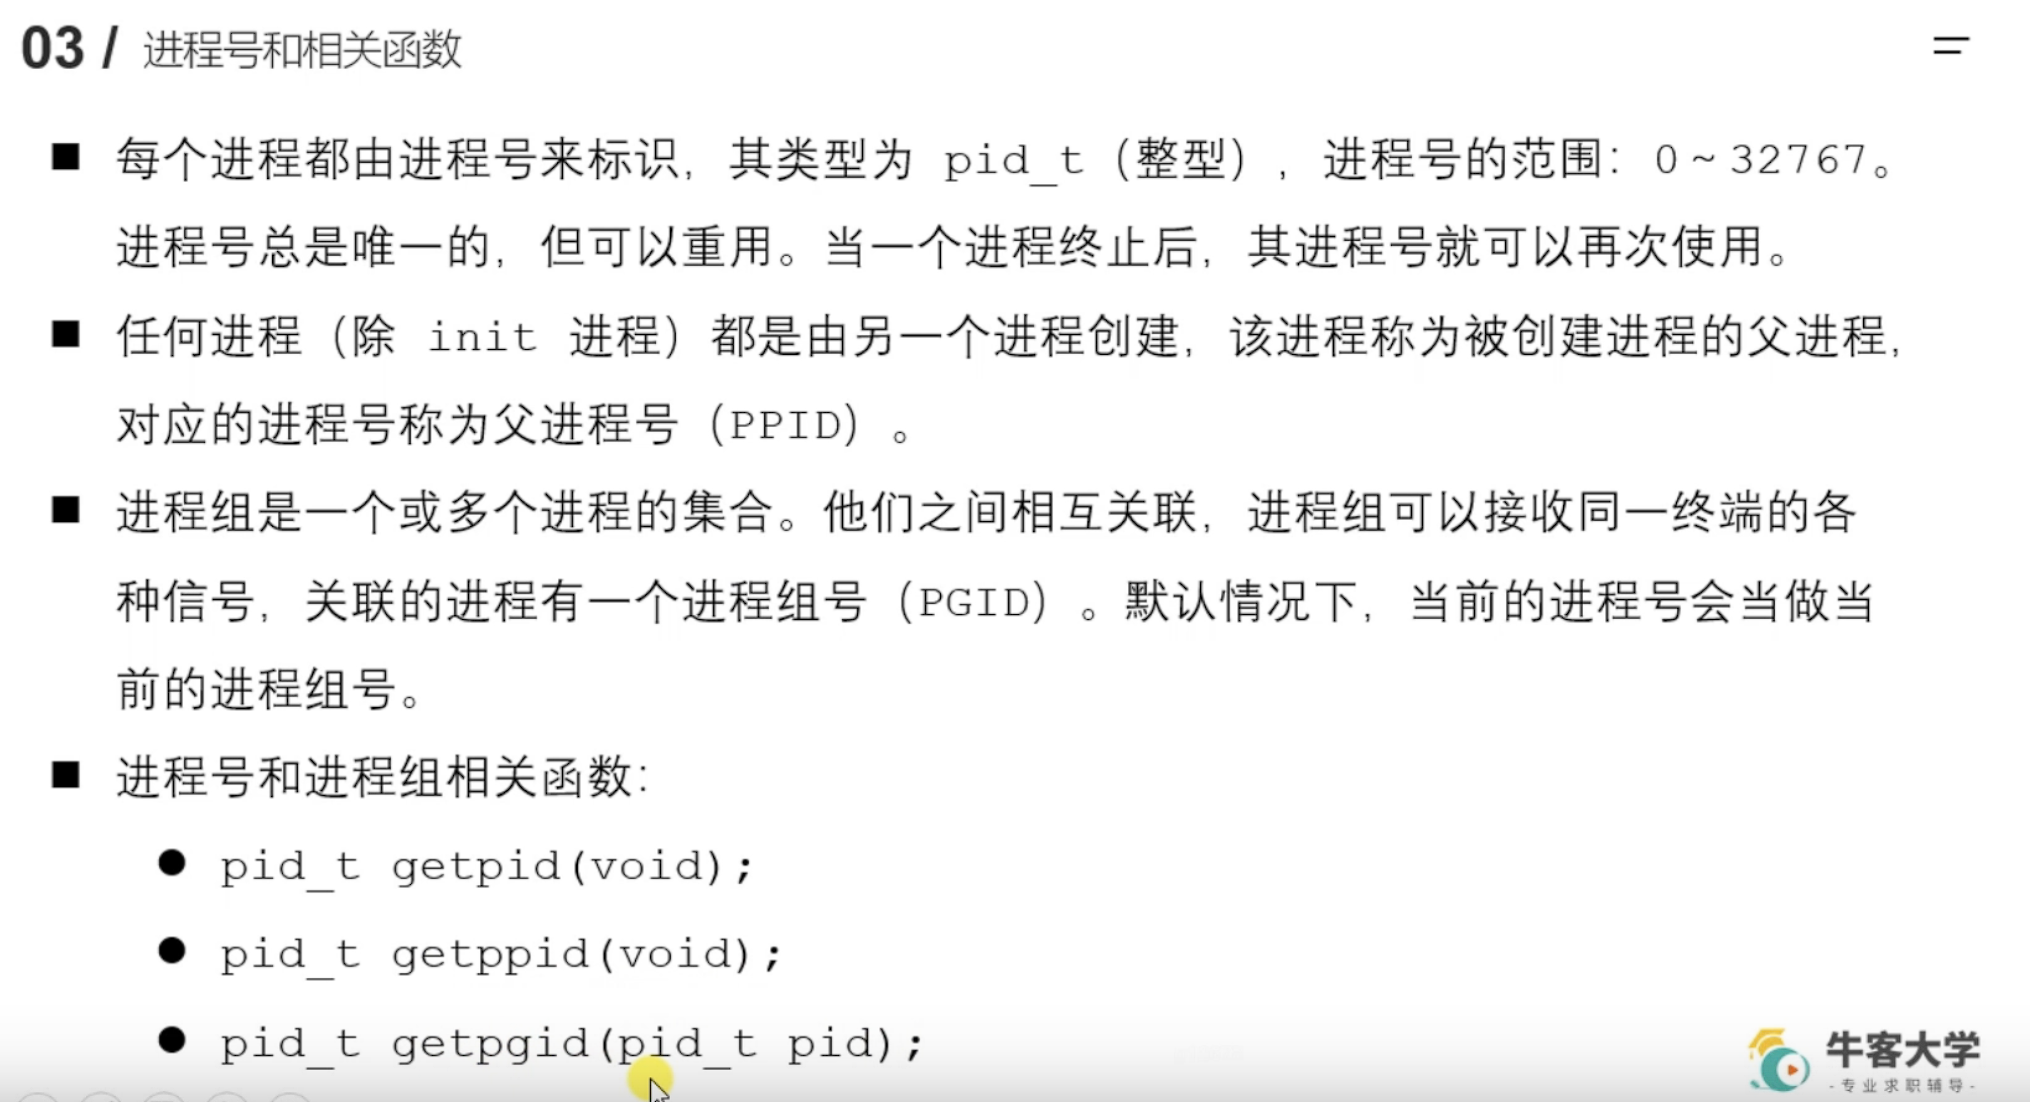 03 / 进程号和相关函数
■ 每个进程都由进程号来标识，其类型为 pid_t（整型），进程号的范围：0～32767。
进程号总是唯一的，但可以重用。当一个进程终止后，其进程号就可以再次使用。
■ 任何进程（除 init 进程）都是由另一个进程创建，该进程称为被创建进程的父进程，
对应的进程号称为父进程号（PPID）。
■ 进程组是一个或多个进程的集合。他们之间相互关联，进程组可以接收同一终端的各
种信号，关联的进程有一个进程组号（PGID）。默认情况下，当前的进程号会当做当
前的进程组号。
■ 进程号和进程组相关函数：
● pid_t getpid(void);
● pid_t getppid(void);
● pid_t getpgid(pid_t pid);
牛客大学
-专业求职辅导-